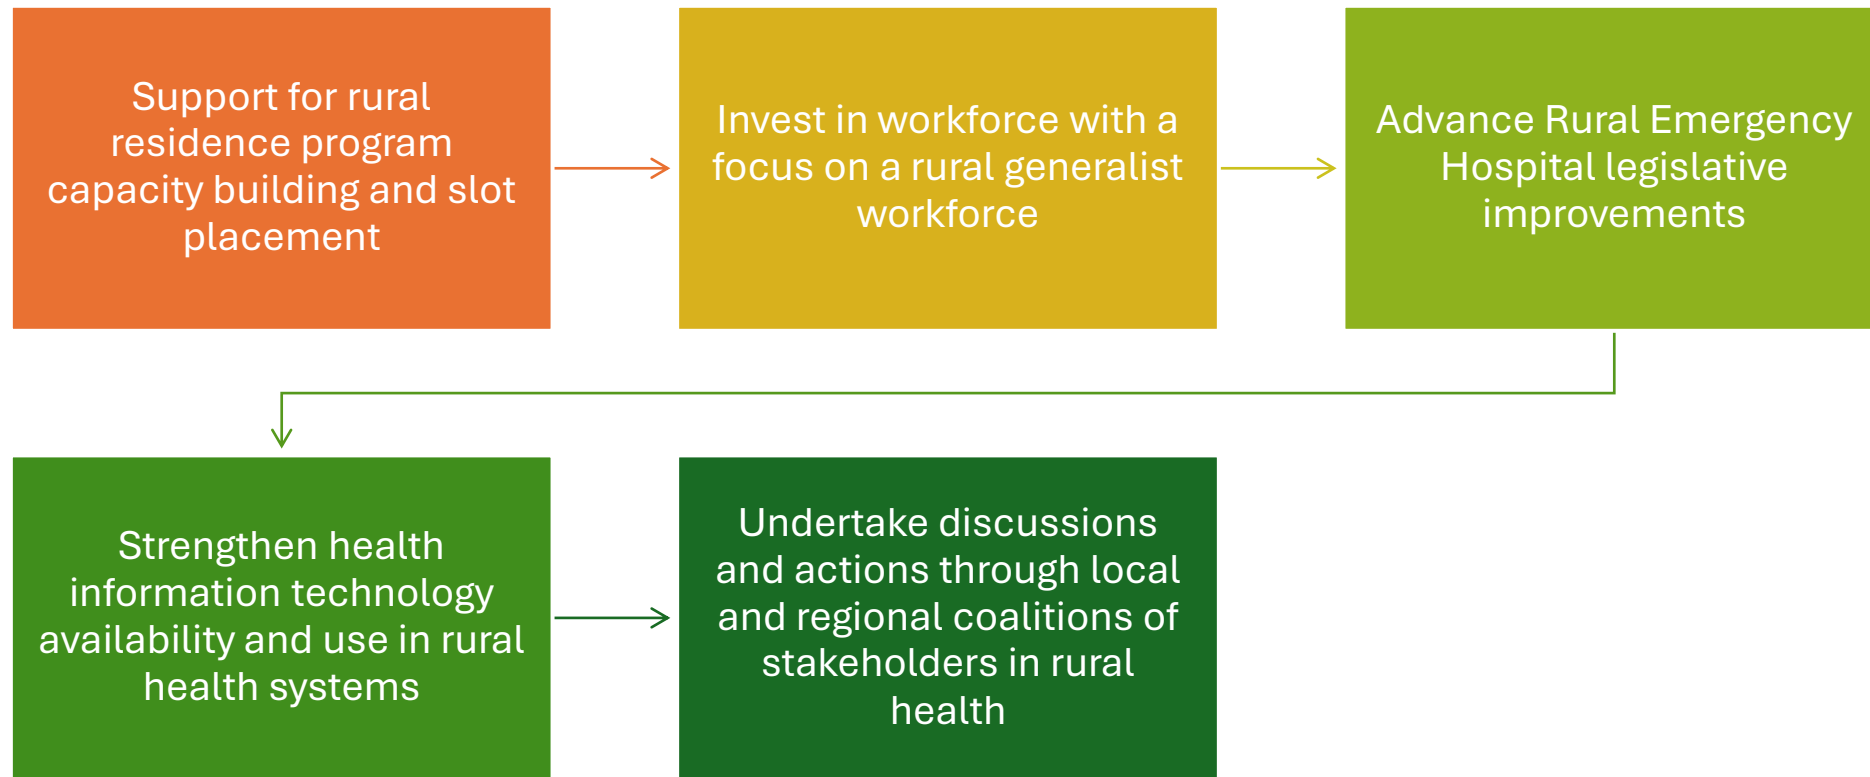 Support for rural
residence program
capacity building and slot
placement
Invest in workforce with a
focus on a rural generalist
workforce
Advance Rural Emergency
Hospital legislative
improvements
Strengthen health
information technology
availability and use in rural
health systems
Undertake discussions
and actions through local
and regional coalitions of
stakeholders in rural
health